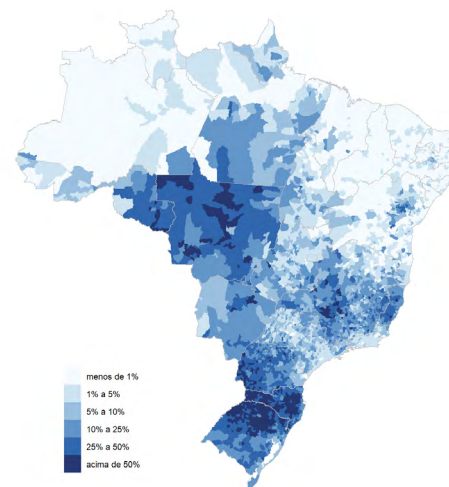 menos de 1%
1% a 5%
5% a 10%
10% a 25%
25% a 50%
acima de 50%